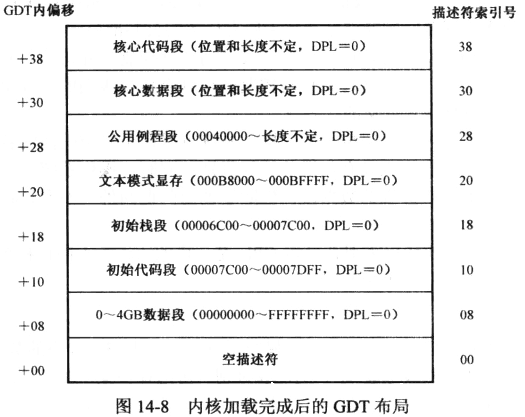 GDT内偏移
描述符索引号
核心代码段（位置和长度不定，DPL=0）
38
+38
核心数据段（位置和长度不定，DPL=0）
30
+30
公用例程段（00040000～长度不定，DPL=0）
28
+28
文本模式显存（000B8000～000BFFFF，DPL=0）
20
+20
初始栈段（00006C00～00007C00，DPL=0）
18
+18
初始代码段（00007C00～00007DFF，DPL=0）
10
+10
0～4GB数据段（00000000～FFFFFFFF，DPL=0）
08
+08
空描述符
00
+00
图 14-8 内核加载完成后的 GDT 布局